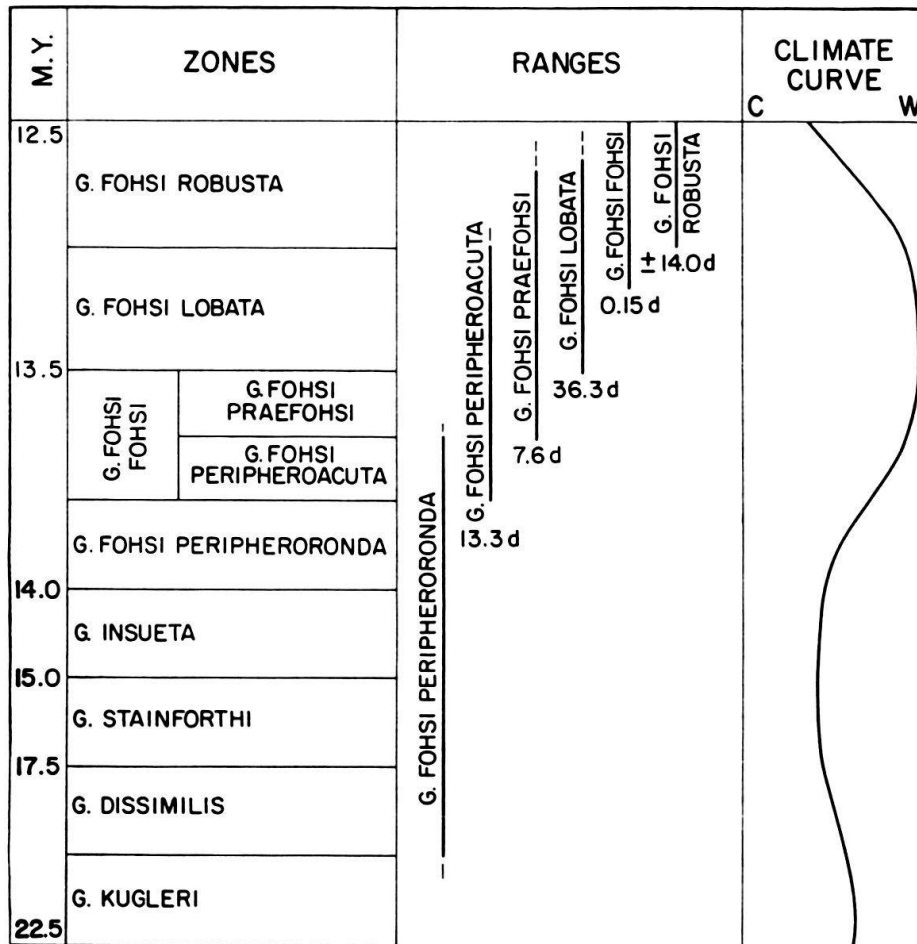 M.Y.
ZONES
RANGES
CLIMATE
CURVE
C W
12.5
G. FOHSI ROBUSTA
G. FOHSI LOBATA
13.5
G. FOHSI
FOHSI
G. FOHSI
PRAEFOHSI
G. FOHSI
PERIPHEROACUTA
G. FOHSI PERIPHERORONDA
14.0
G. INSUETA
15.0
G. STAINFORTHI
17.5
G. DISSIMILIS
G. KUGLERI
22.5
G. FOHSI PERIPHERORONDA
G. FOHSI PERIPHEROACUTA
13.3 d
G. FOHSI PRAEFOHSI
7.6 d
G. FOHSI LOBATA
36.3 d
G. FOHSI FOHSI
0.15 d
G. FOHSI
ROBUSTA
± 14.0 d